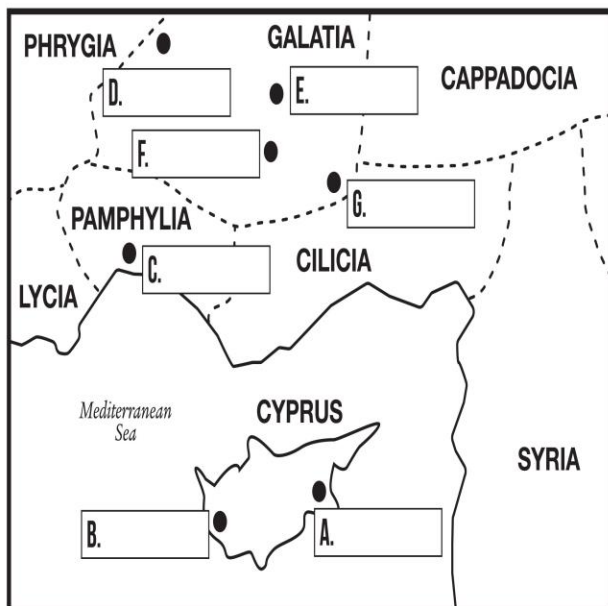 PHRYGIA
GALATIA
CAPPADOCIA
D.
E.
F.
G.
PAMPHYLIA
C.
CILICIA
LYCIA
Mediterranean
Sea
CYPRUS
SYRIA
B.
A.